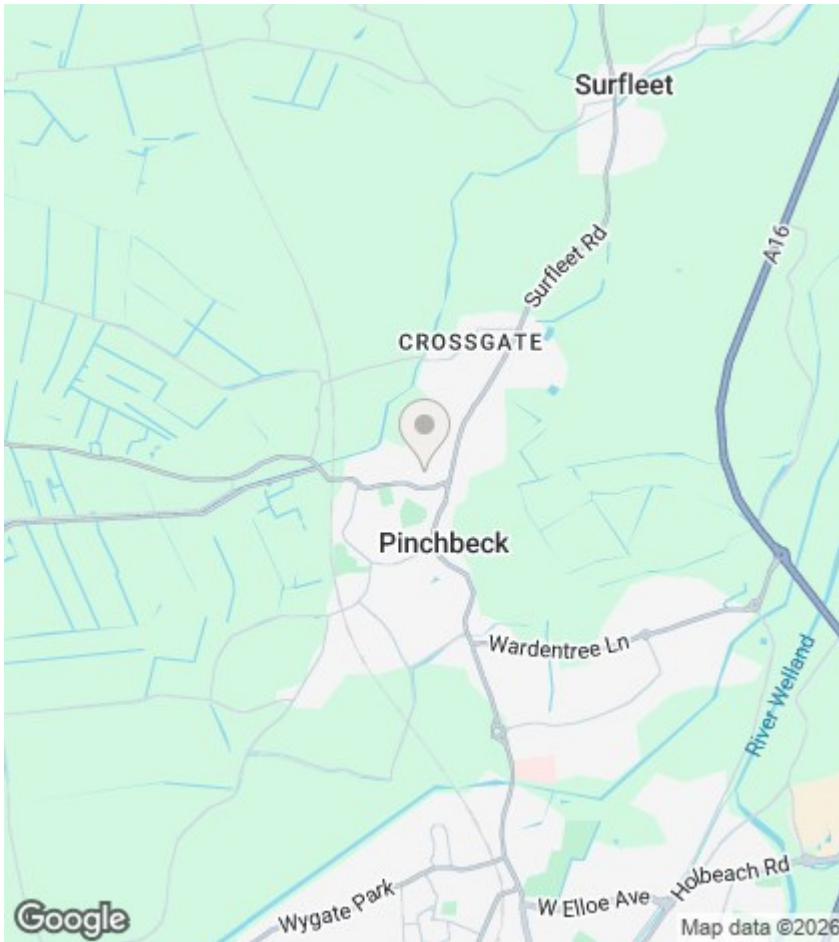 Surfleet
Surfleet Rd
A16
CROSSGATE
Pinchbeck
Wardentree Ln
River Welland
Holbeach Rd
W Elloe Ave
Wygate Park
Google
Map data ©202